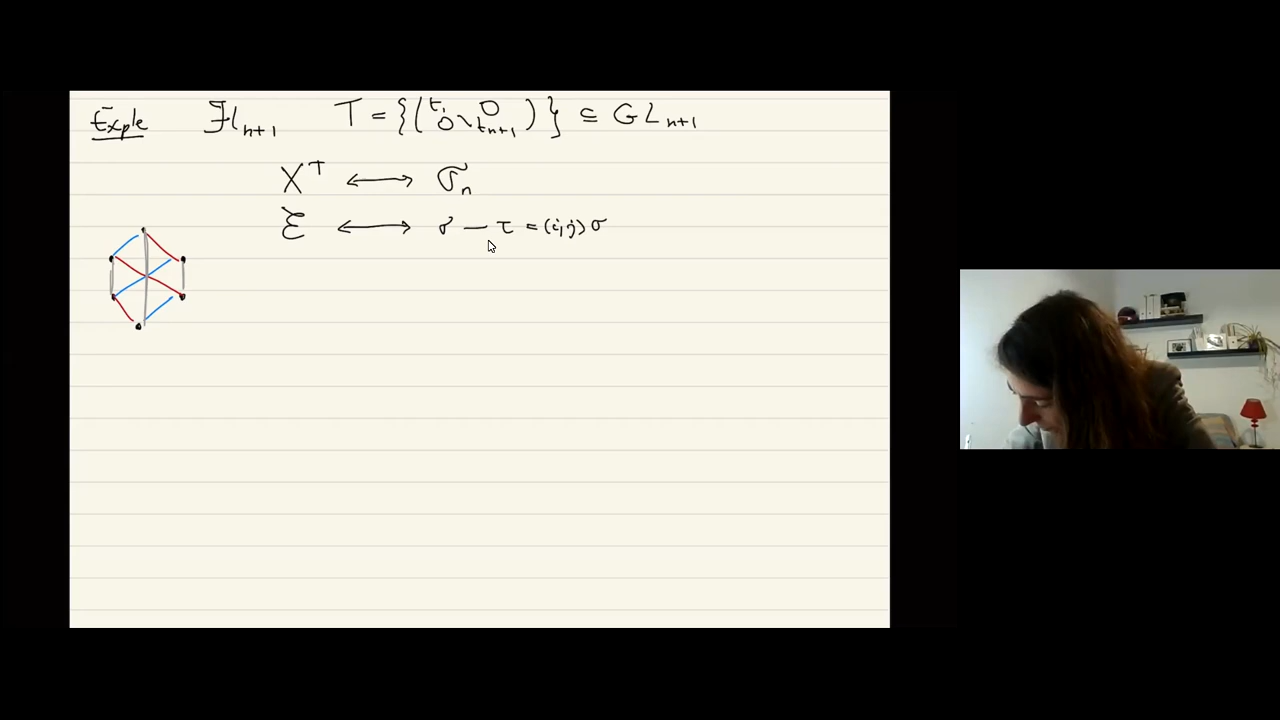 Exple Fl_{n+1} T = {(t_1 0 \ 0 t_{n+1})} ⊆ GL_{n+1}
X^T ⟷ 𝔖_n
ℰ ⟷ σ — τ = (i,j)σ